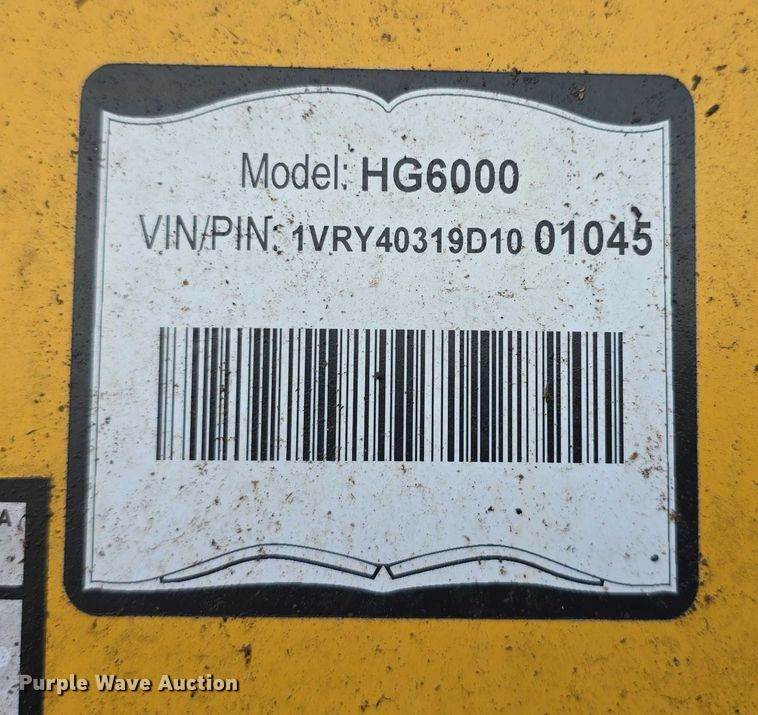 Model: HG6000
VIN/PIN: 1VRY40319D10 01045
A
Purple Wave Auction